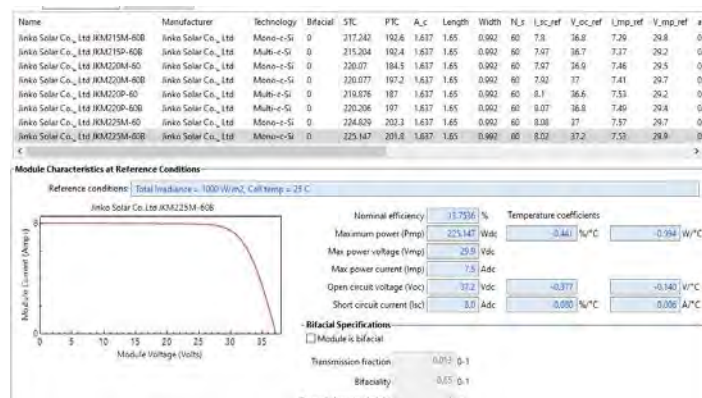 Name Manufacturer Technology Bifacial STC PTC A_c Length Width N_s I_sc_ref V_oc_ref I_mp_ref V_mp_ref a
Jinko Solar Co., Ltd JKM215M-60B Jinko Solar Co., Ltd Mono-c-Si 0 217.242 192.6 1.637 1.65 0.992 60 7.8 36.8 7.29 29.8 0
Jinko Solar Co., Ltd JKM215P-60B Jinko Solar Co., Ltd Multi-c-Si 0 215.204 192.4 1.637 1.65 0.992 60 7.97 36.7 7.37 29.2 0
Jinko Solar Co., Ltd JKM220M-60 Jinko Solar Co., Ltd Mono-c-Si 0 220.07 184.5 1.637 1.65 0.992 60 7.97 36.9 7.46 29.5 0
Jinko Solar Co., Ltd JKM220M-60B Jinko Solar Co., Ltd Mono-c-Si 0 220.077 197.2 1.637 1.65 0.992 60 7.92 37 7.41 29.7 0
Jinko Solar Co., Ltd JKM220P-60 Jinko Solar Co., Ltd Multi-c-Si 0 219.876 187 1.637 1.65 0.992 60 8.1 36.6 7.53 29.2 0
Jinko Solar Co., Ltd JKM220P-60B Jinko Solar Co., Ltd Multi-c-Si 0 220.206 197 1.637 1.65 0.992 60 8.07 36.8 7.49 29.4 0
Jinko Solar Co., Ltd JKM225M-60 Jinko Solar Co., Ltd Mono-c-Si 0 224.829 202.3 1.637 1.65 0.992 60 8.08 37 7.57 29.7 0
Jinko Solar Co., Ltd JKM225M-60B Jinko Solar Co., Ltd Mono-c-Si 0 225.147 201.8 1.637 1.65 0.992 60 8.02 37.2 7.53 29.9 0
Module Characteristics at Reference Conditions
Reference conditions: Total Irradiance = 1000 W/m2, Cell temp = 25 C
Jinko Solar Co. Ltd JKM225M-60B
Module Current (Amps)
8
0
0 5 10 15 20 25 30 35
Module Voltage (Volts)
Nominal efficiency 13.7536 % Temperature coefficients
Maximum power (Pmp) 225.147 Wdc -0.441 %/°C -0.994 W/°C
Max power voltage (Vmp) 29.9 Vdc
Max power current (Imp) 7.5 Adc
Open circuit voltage (Voc) 37.2 Vdc -0.377 -0.140 V/°C
Short circuit current (Isc) 8.0 Adc %/°C 0.006 A/°C
Bifacial Specifications
Module is bifacial
Transmission fraction 0.013 0-1
Bifaciality 0.65 0-1